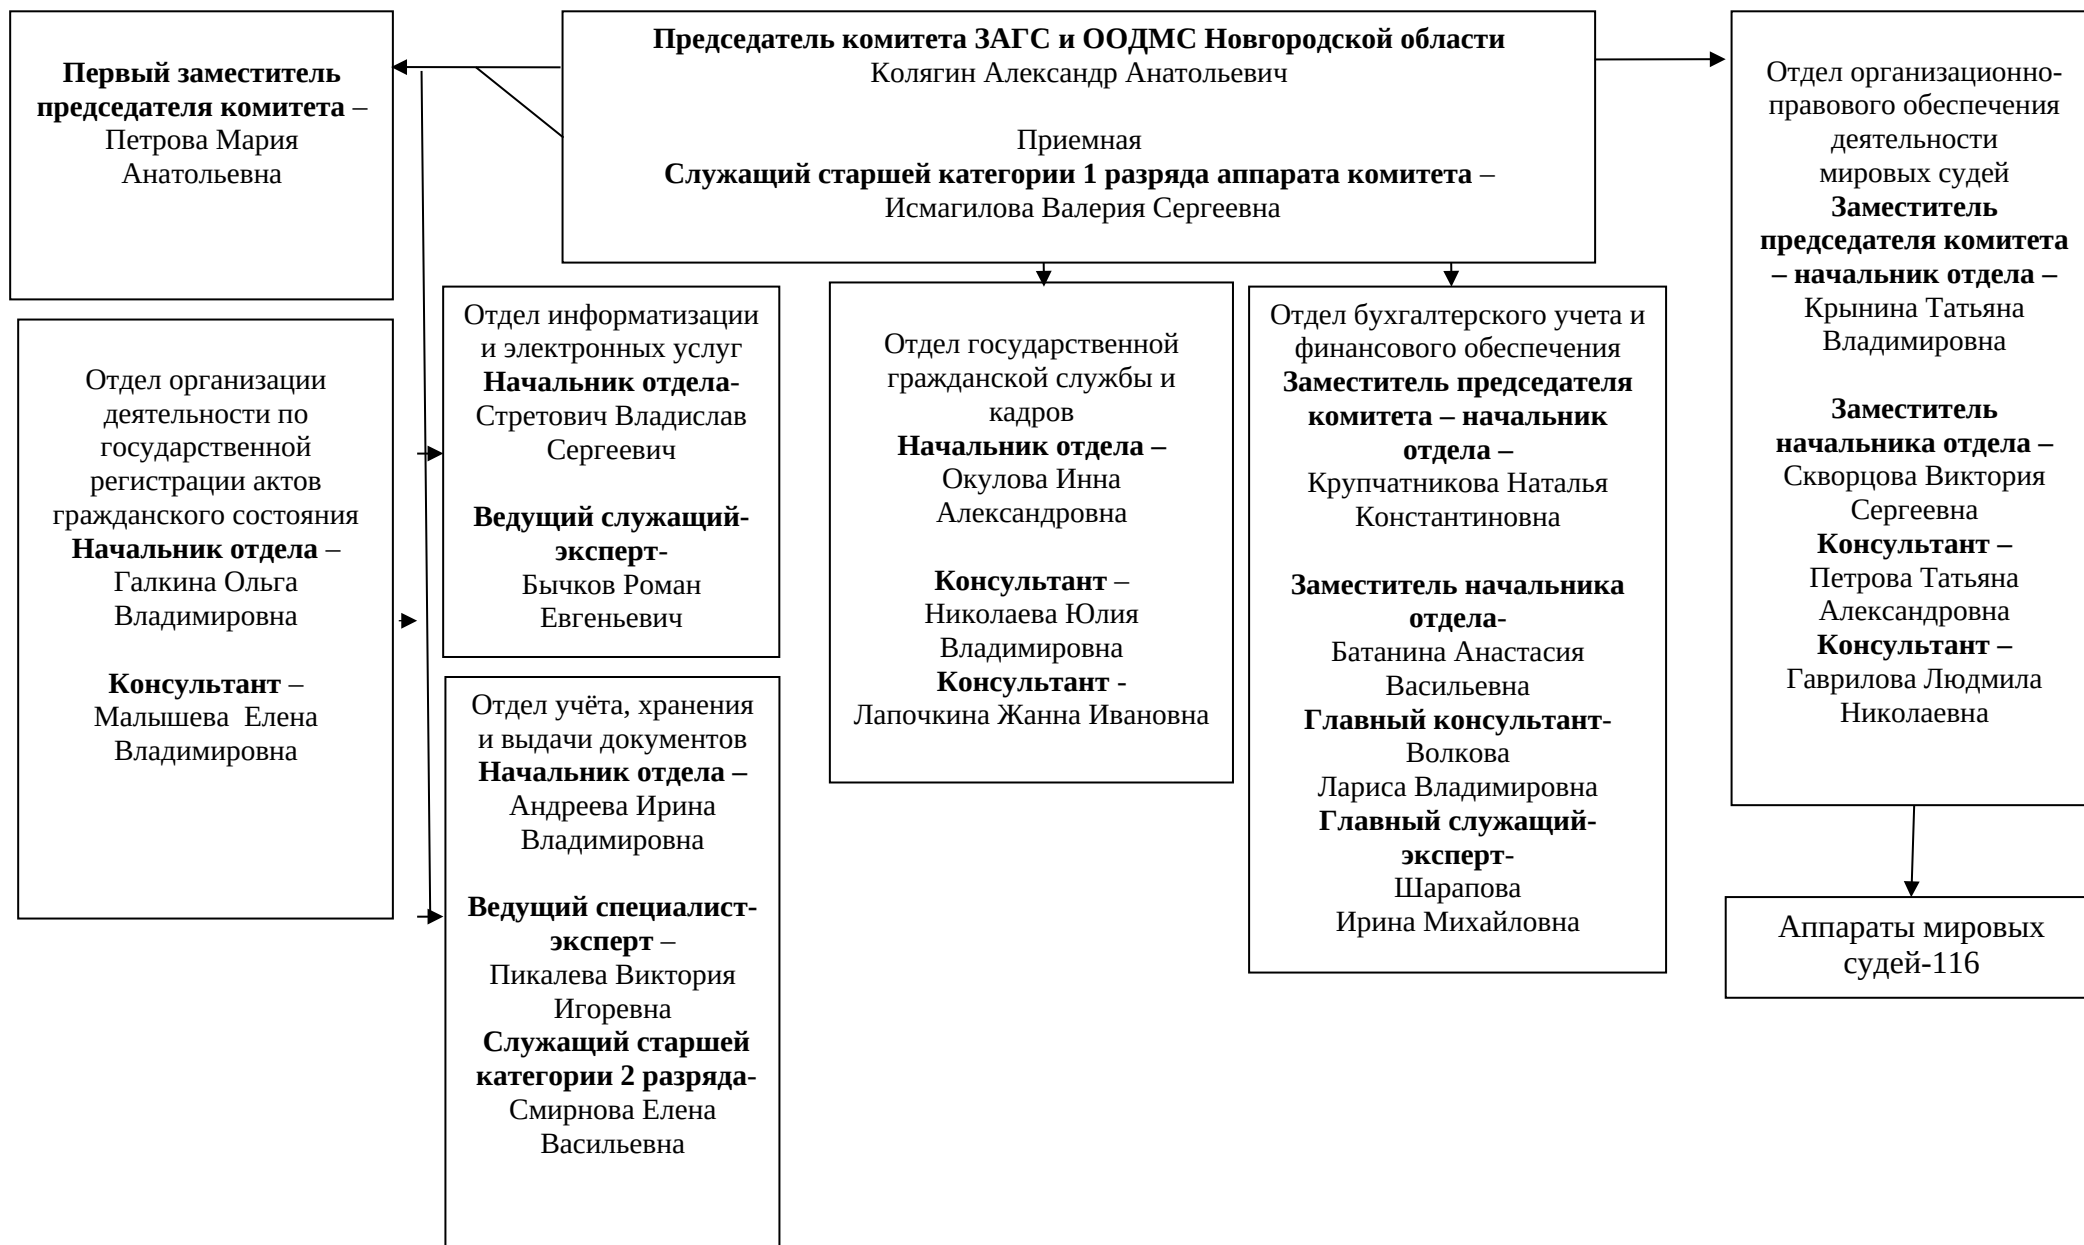 Первый заместитель
председателя комитета –
Петрова Мария
Анатольевна
Председатель комитета ЗАГС и ООДМС Новгородской области
Колягин Александр Анатольевич
Приемная
Служащий старшей категории 1 разряда аппарата комитета –
Исмагилова Валерия Сергеевна
Отдел организационно-
правового обеспечения
деятельности
мировых судей
Заместитель
председателя комитета
– начальник отдела –
Крынина Татьяна
Владимировна
Заместитель
начальника отдела –
Скворцова Виктория
Сергеевна
Консультант –
Петрова Татьяна
Александровна
Консультант –
Гаврилова Людмила
Николаевна
Отдел организации
деятельности по
государственной
регистрации актов
гражданского состояния
Начальник отдела –
Галкина Ольга
Владимировна
Консультант –
Малышева  Елена
Владимировна
Отдел информатизации
и электронных услуг
Начальник отдела-
Стретович Владислав
Сергеевич
Ведущий служащий-
эксперт-
Бычков Роман
Евгеньевич
Отдел учёта, хранения
и выдачи документов
Начальник отдела –
Андреева Ирина
Владимировна
Ведущий специалист-
эксперт –
Пикалева Виктория
Игоревна
Служащий старшей
категории 2 разряда-
Смирнова Елена
Васильевна
Отдел государственной
гражданской службы и
кадров
Начальник отдела –
Окулова Инна
Александровна
Консультант –
Николаева Юлия
Владимировна
Консультант -
Лапочкина Жанна Ивановна
Отдел бухгалтерского учета и
финансового обеспечения
Заместитель председателя
комитета – начальник
отдела –
Крупчатникова Наталья
Константиновна
Заместитель начальника
отдела-
Батанина Анастасия
Васильевна
Главный консультант-
Волкова
Лариса Владимировна
Главный служащий-
эксперт-
Шарапова
Ирина Михайловна
Аппараты мировых
судей-116